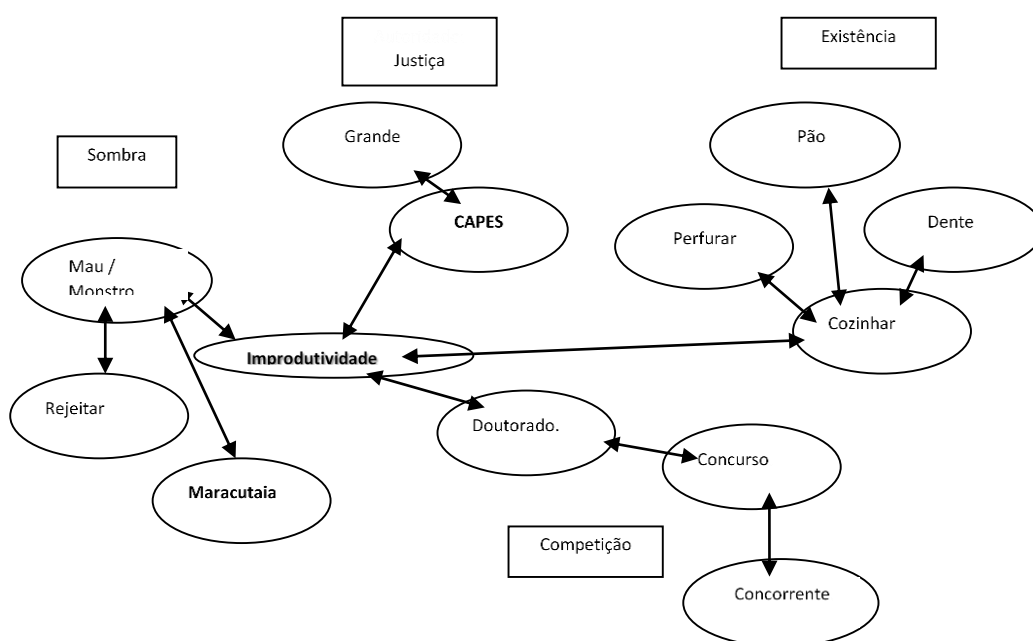 Existência
Justiça
Grande
Pão
Sombra
CAPES
Dente
Perfurar
Mau /
Monstro
Cozinhar
Improdutividade
Rejeitar
Doutorado.
Concurso
Maracutaia
Competição
Concorrente